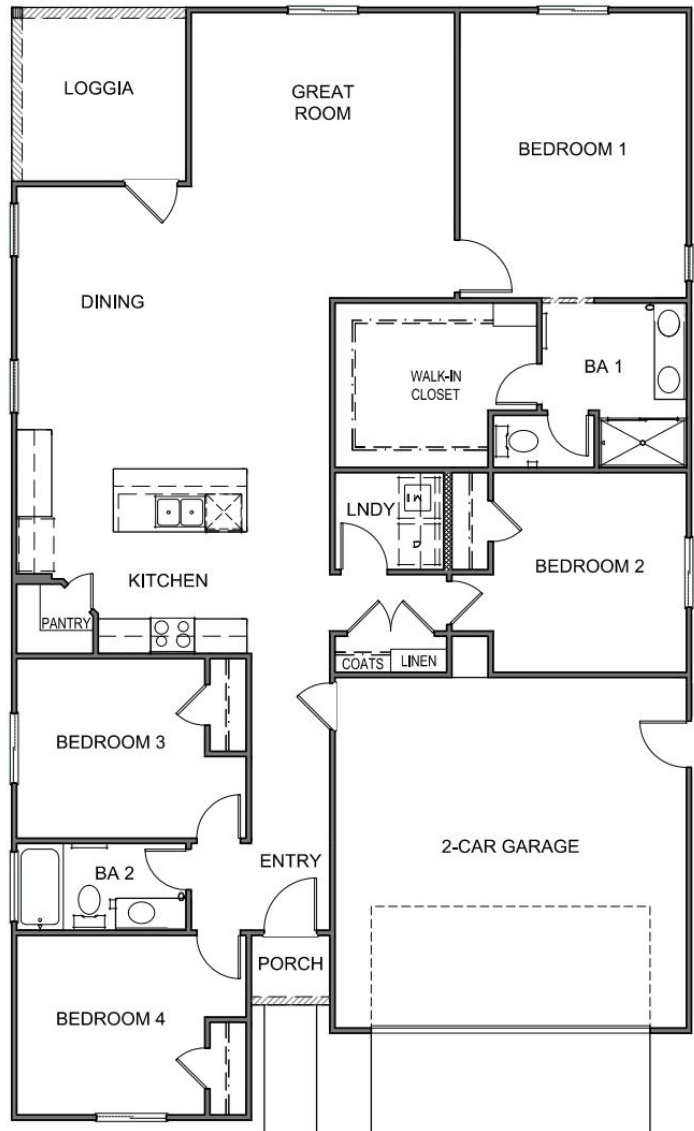 LOGGIA
GREAT
ROOM
BEDROOM 1
DINING
WALK-IN
CLOSET
BA 1
LNDY
W
D
BEDROOM 2
KITCHEN
PANTRY
COATS
LINEN
BEDROOM 3
BA 2
ENTRY
2-CAR GARAGE
PORCH
BEDROOM 4